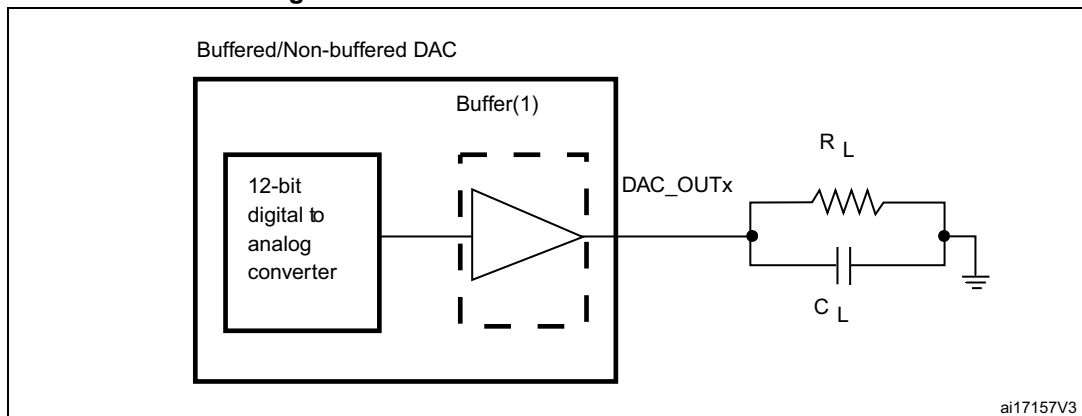 Buffered/Non-buffered DAC
Buffer(1)
12-bit
digital to
analog
converter
DAC_OUTx
R L
C L
ai17157V3